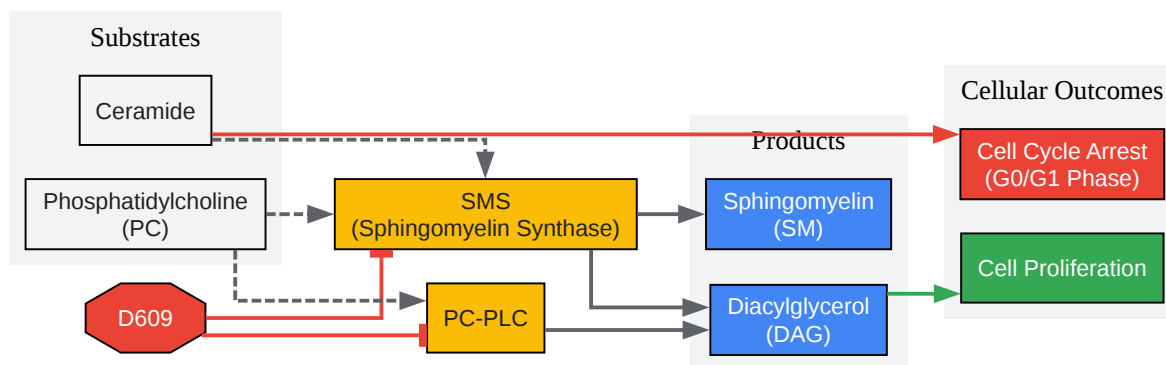 Substrates
Ceramide
Phosphatidylcholine
(PC)
D609
SMS
(Sphingomyelin Synthase)
PC-PLC
Products
Sphingomyelin
(SM)
Diacylglycerol
(DAG)
Cellular Outcomes
Cell Cycle Arrest
(G0/G1 Phase)
Cell Proliferation